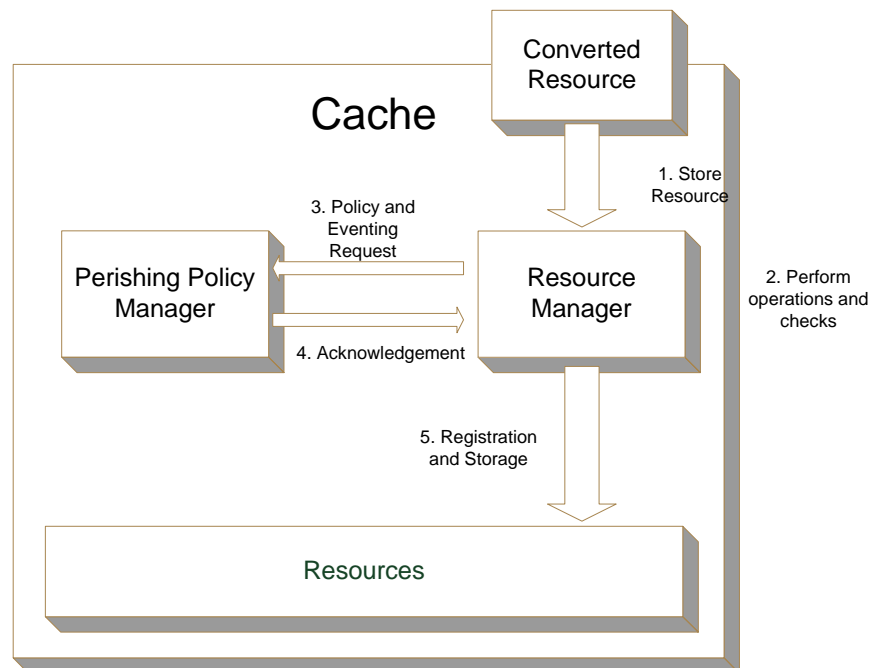 Converted
Resource
Cache
1. Store
Resource
3. Policy and
Eventing
Request
Perishing Policy
Manager
Resource
Manager
2. Perform
operations and
checks
4. Acknowledgement
5. Registration
and Storage
Resources